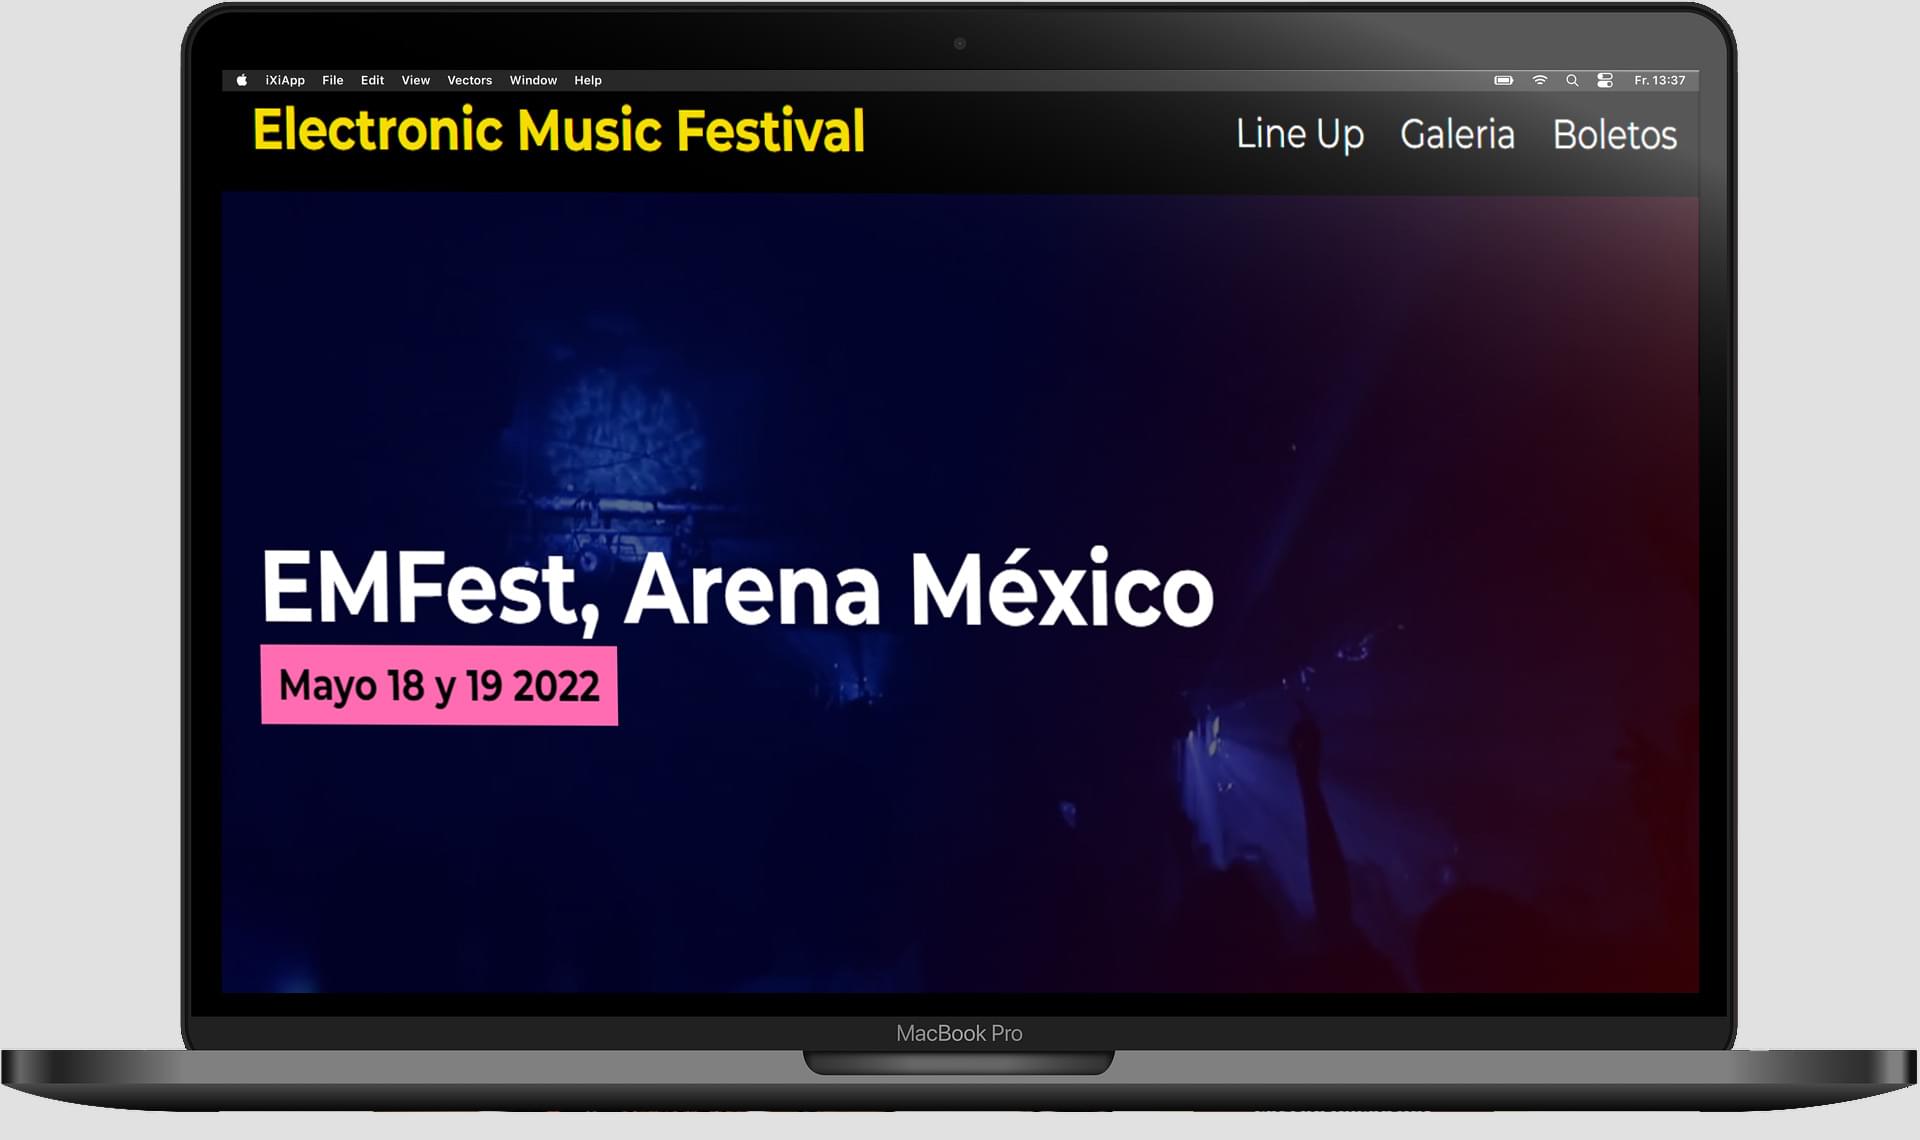 iXiApp File Edit View Vectors Window Help Fr. 13:37
Electronic Music Festival Line Up Galeria Boletos
EMFest, Arena México
Mayo 18 y 19 2022
MacBook Pro